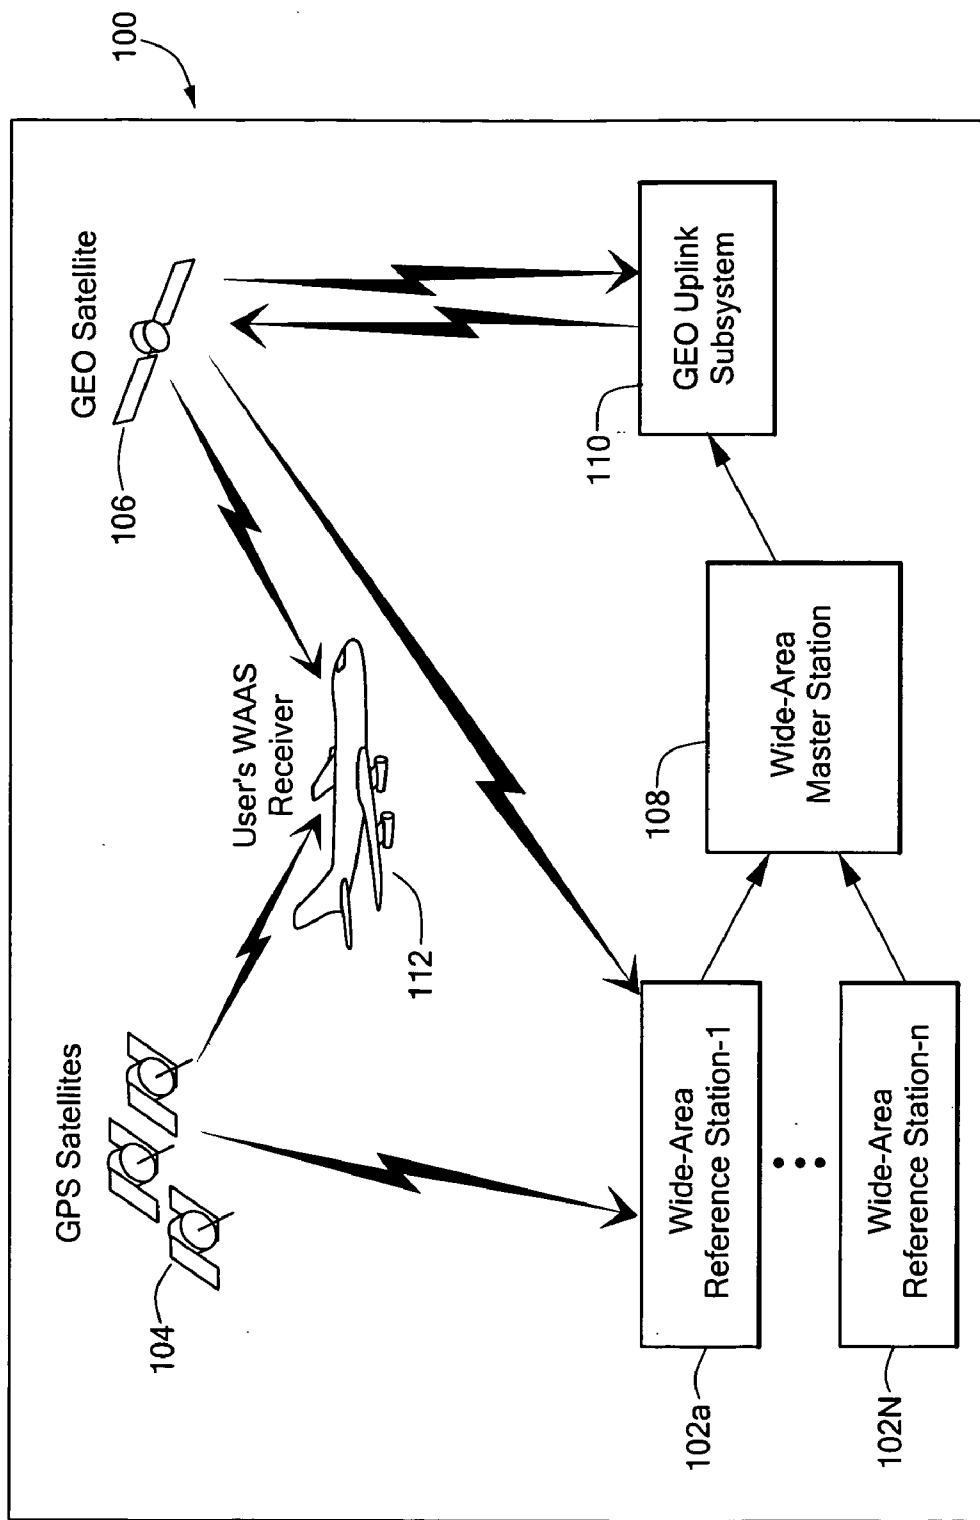 100
GPS Satellites
104
User's WAAS
Receiver
112
GEO Satellite
106
Wide-Area
Reference Station-1
102a
Wide-Area
Reference Station-n
102N
Wide-Area
Master Station
108
GEO Uplink
Subsystem
110